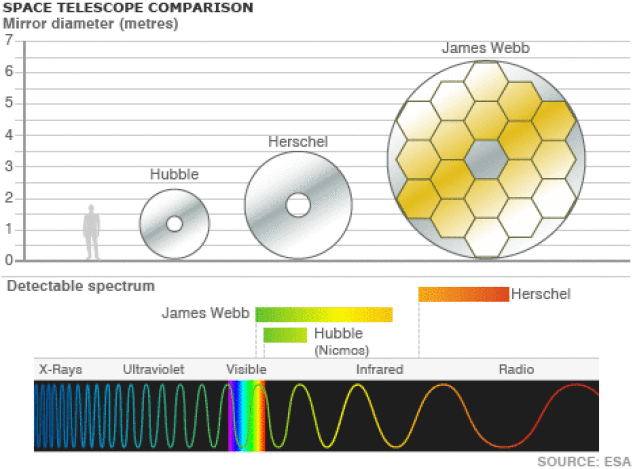 SPACE TELESCOPE COMPARISON
Mirror diameter (metres)
7
6
5
4
3
2
1
0
James Webb
Herschel
Hubble
Detectable spectrum
Herschel
James Webb
Hubble
(Nicmos)
X-Rays Ultraviolet Visible Infrared Radio
SOURCE: ESA